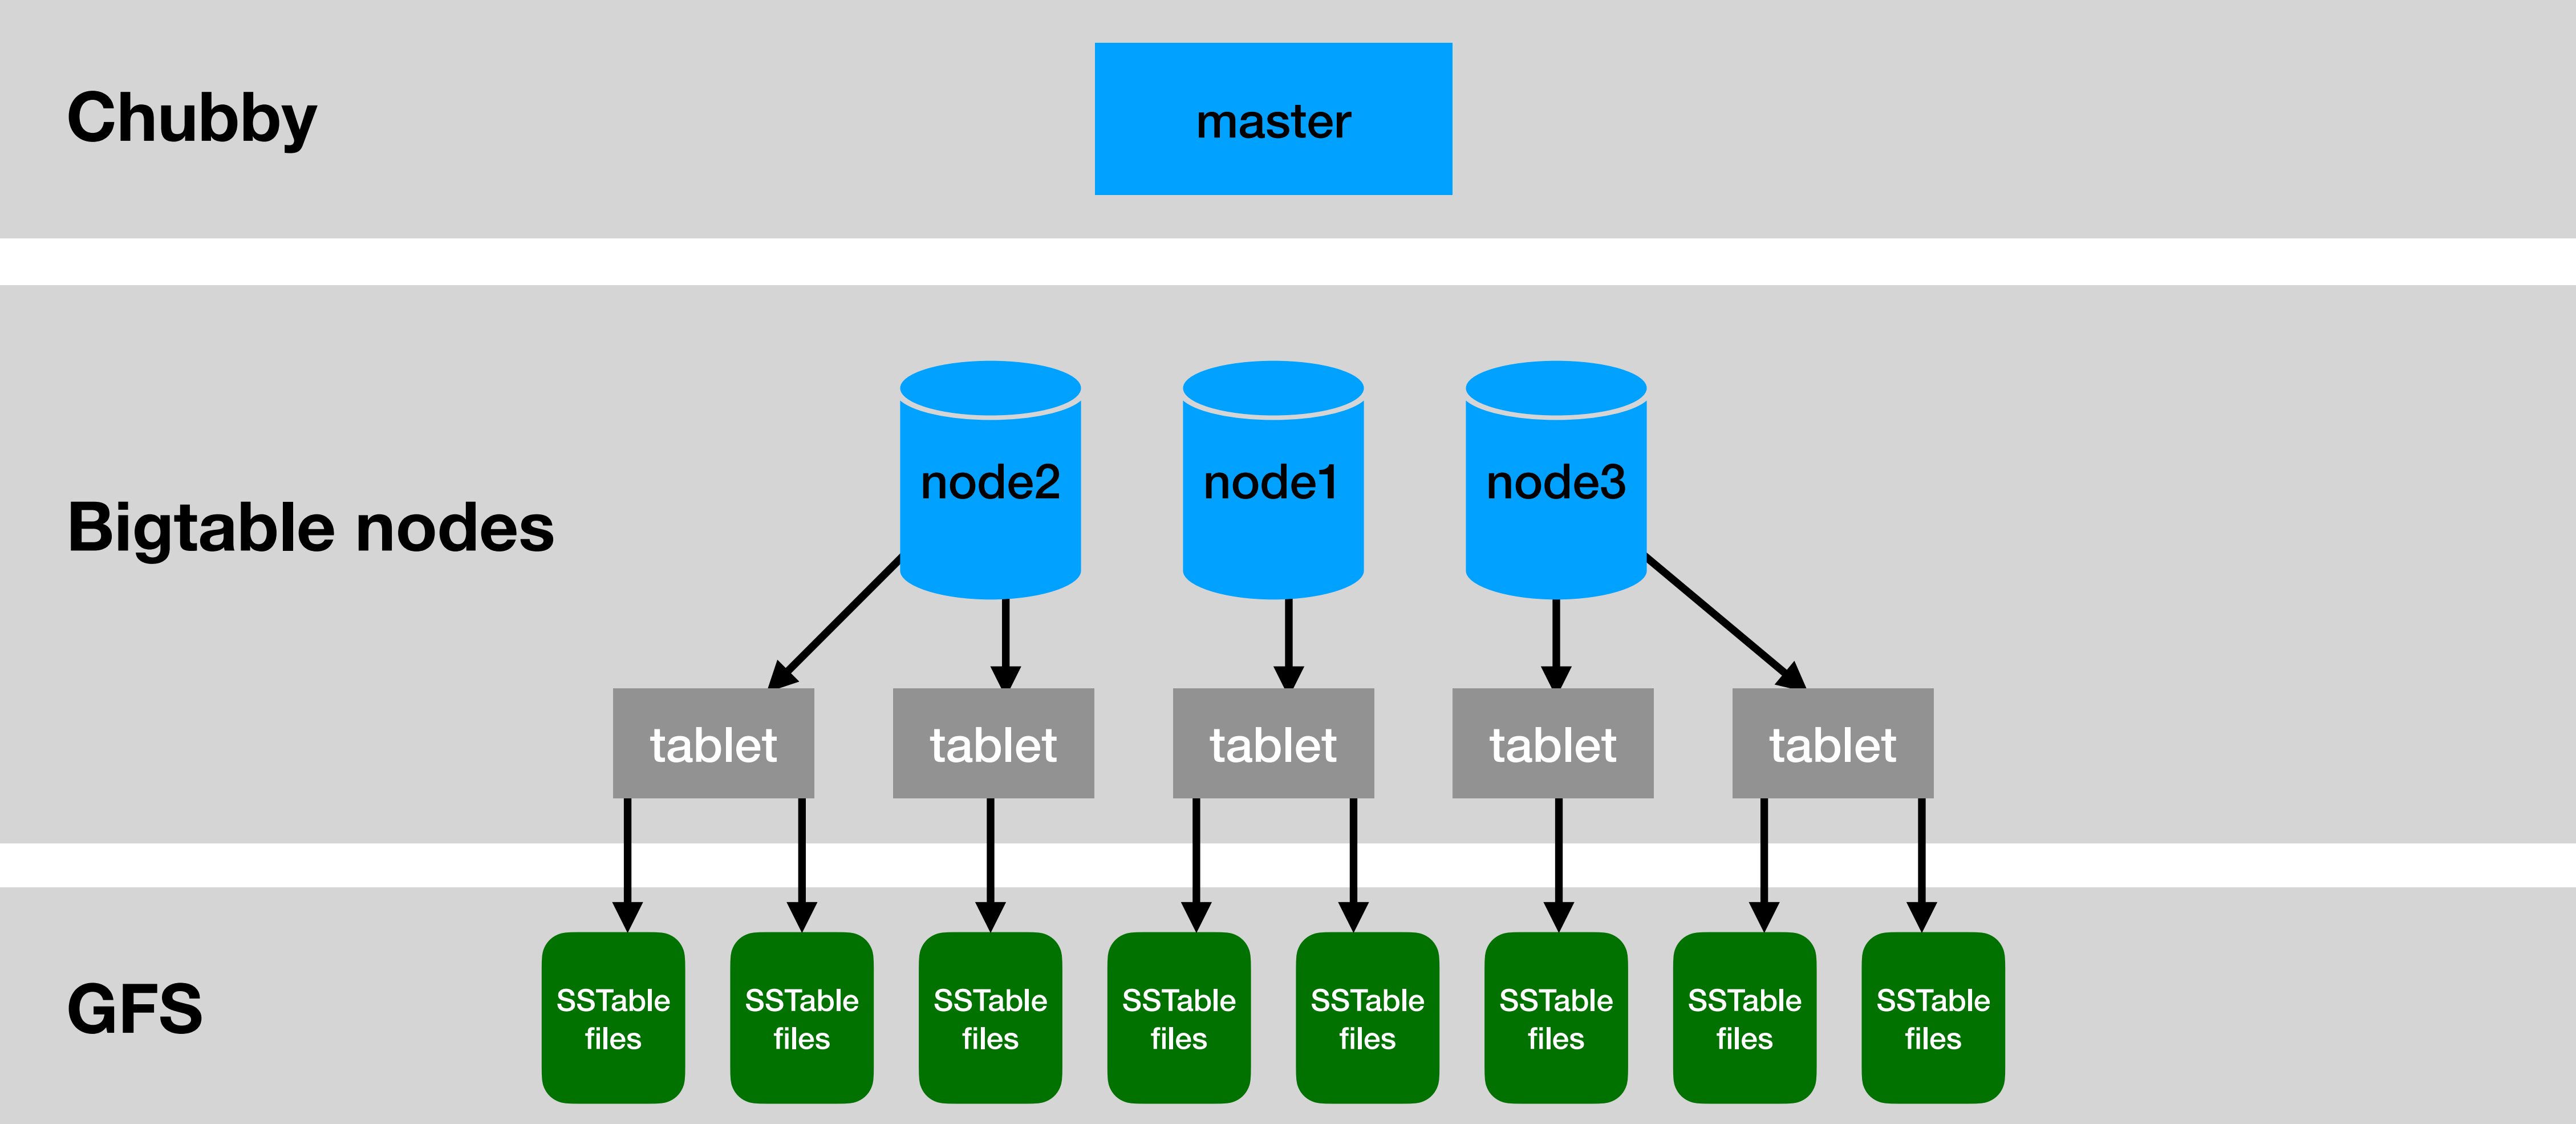 Chubby
master
Bigtable nodes
node2
node1
node3
tablet
tablet
tablet
tablet
tablet
GFS
SSTable
files
SSTable
files
SSTable
files
SSTable
files
SSTable
files
SSTable
files
SSTable
files
SSTable
files